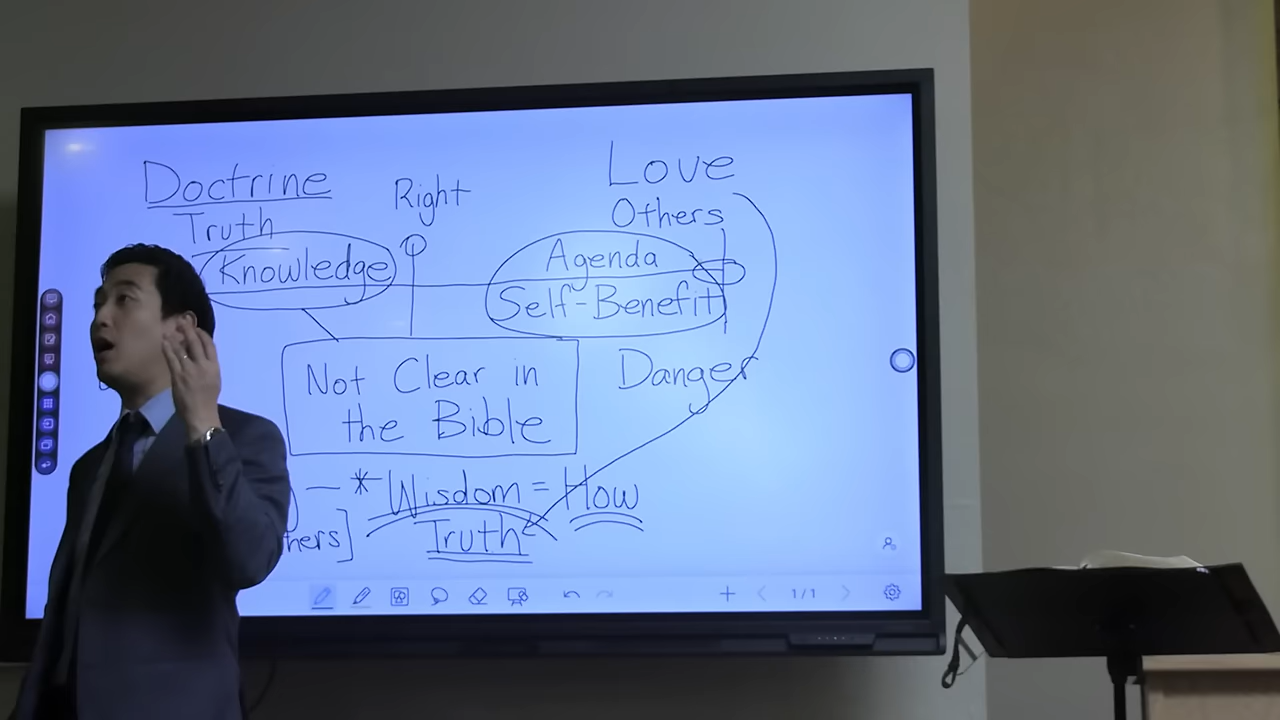 Doctrine
Truth
Knowledge
Right
Love
Others
Agenda
Self-Benefit
Danger
Not Clear in
the Bible
* Wisdom = How
Truth
hers]
1/1